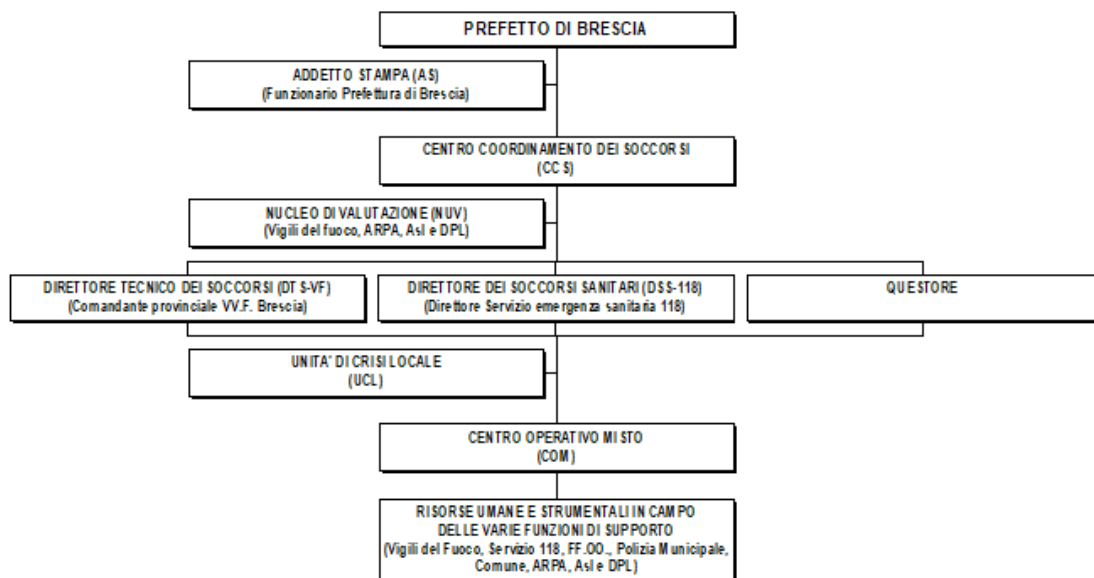 PREFETTO DI BRESCIA
ADDETTO STAMPA (AS)
(Funzionario Prefettura di Brescia)
CENTRO COORDINAMENTO DEI SOCCORSI
(CCS)
NUCLEO DI VALUTAZIONE (NUV)
(Vigili del fuoco, ARPA, Asl e DPL)
DIRETTORE TECNICO DEI SOCCORSI (DTS-VF)
(Comandante provinciale VV.F. Brescia)
DIRETTORE DEI SOCCORSI SANITARI (DSS-118)
(Direttore Servizio emergenza sanitaria 118)
QUESTORE
UNITA' DI CRISI LOCALE
(UCL)
CENTRO OPERATIVO MISTO
(COM)
RISORSE UMANE E STRUMENTALI IN CAMPO
DELLE VARIE FUNZIONI DI SUPPORTO
(Vigili del Fuoco, Servizio 118, FF.OO., Polizia Municipale,
Comune, ARPA, Asl e DPL)